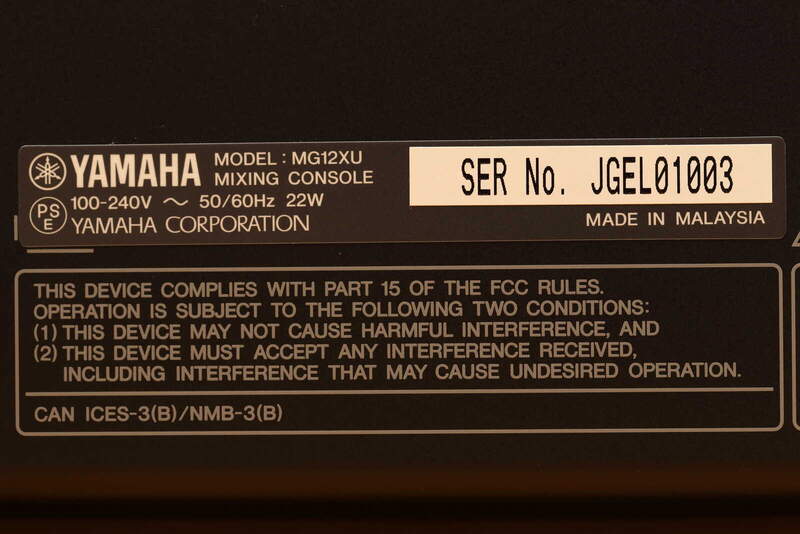 YAMAHA MODEL : MG12XU
MIXING CONSOLE
SER No. JGEL01003
PS E 100-240V ～ 50/60Hz 22W
YAMAHA CORPORATION
MADE IN MALAYSIA
THIS DEVICE COMPLIES WITH PART 15 OF THE FCC RULES.
OPERATION IS SUBJECT TO THE FOLLOWING TWO CONDITIONS:
(1) THIS DEVICE MAY NOT CAUSE HARMFUL INTERFERENCE, AND
(2) THIS DEVICE MUST ACCEPT ANY INTERFERENCE RECEIVED,
INCLUDING INTERFERENCE THAT MAY CAUSE UNDESIRED OPERATION.
CAN ICES-3(B)/NMB-3(B)